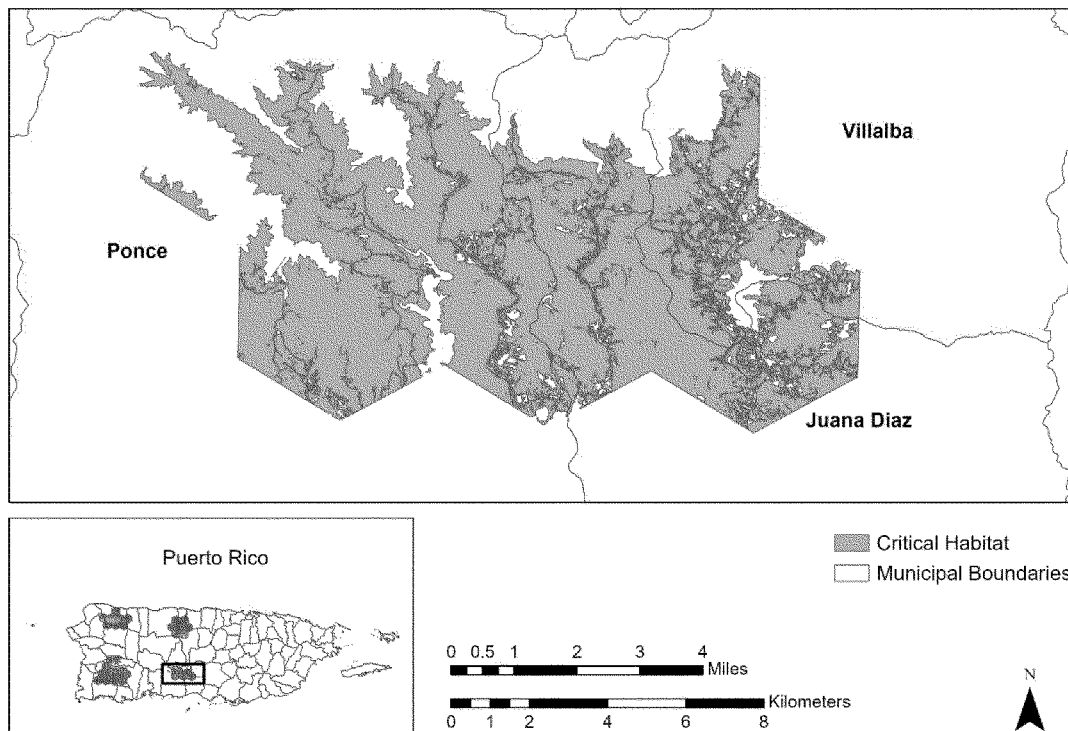 Villalba
Ponce
Juana Diaz
Puerto Rico
Critical Habitat
Municipal Boundaries
0 0.5 1 2 3 4
Miles
Kilometers
0 1 2 4 6 8
N